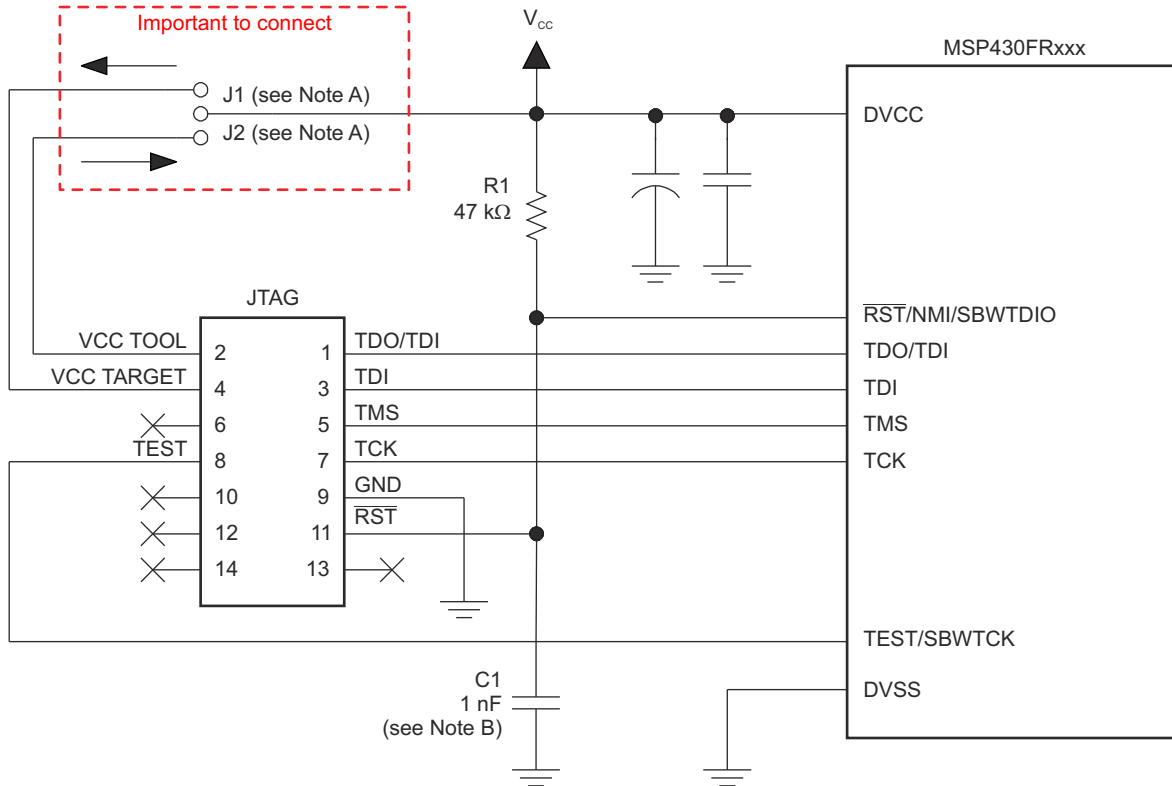 Important to connect
VCC
MSP430FRxxx
J1 (see Note A)
J2 (see Note A)
DVCC
R1
47 kΩ
JTAG
RST/NMI/SBWTDIO
VCC TOOL
2
1
TDO/TDI
TDO/TDI
VCC TARGET
4
3
TDI
TDI
6
5
TMS
TMS
TEST
8
7
TCK
TCK
10
9
GND
12
11
RST
14
13
TEST/SBWTCK
C1
1 nF
(see Note B)
DVSS